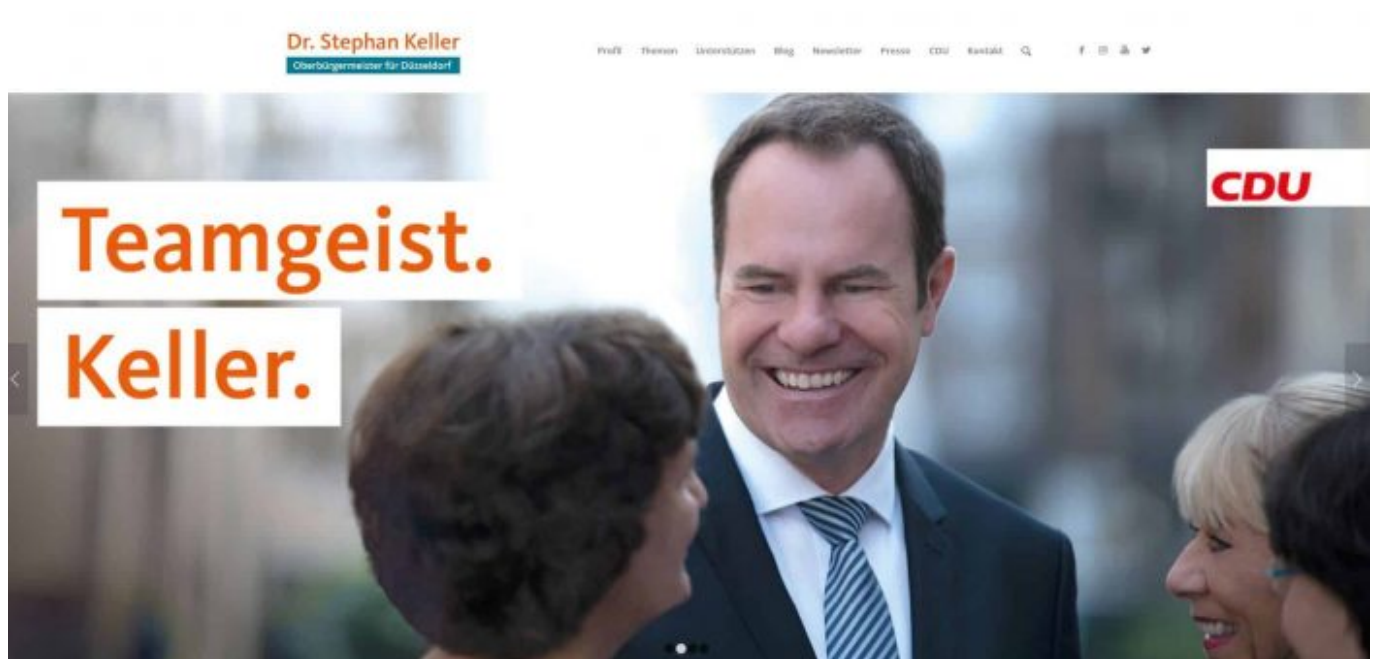 Dr. Stephan Keller
Oberbürgermeister für Düsseldorf
Profil Themen Unterstützen Blog Newsletter Presse CDU Kontakt
CDU
Teamgeist.
Keller.